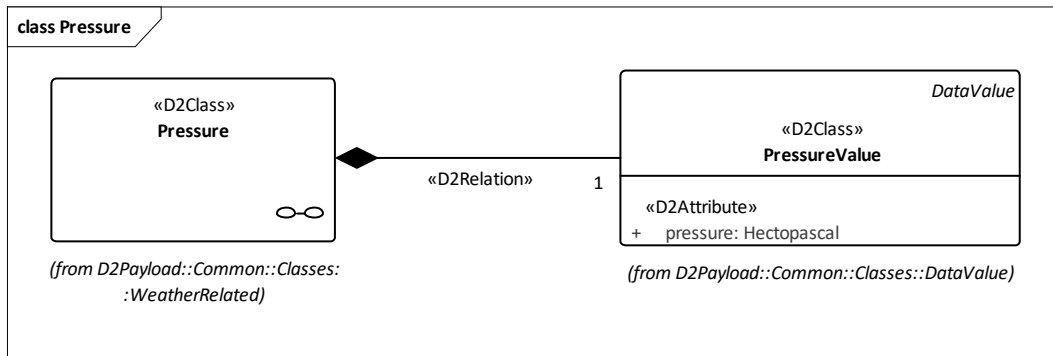 class Pressure
«D2Class»
Pressure
(from D2Payload::Common::Classes:
:WeatherRelated)
«D2Relation»
1
DataValue
«D2Class»
PressureValue
«D2Attribute»
+ pressure: Hectopascal
(from D2Payload::Common::Classes::DataValue)